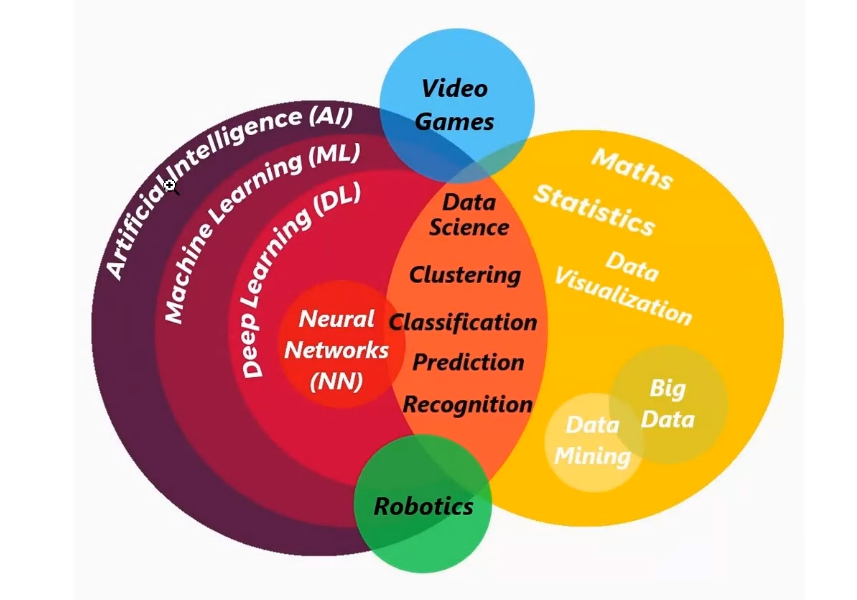 Video
Games
Artificial Intelligence (AI)
Machine Learning (ML)
Deep Learning (DL)
Neural
Networks
(NN)
Data
Science
Clustering
Classification
Prediction
Recognition
Maths
Statistics
Data
Visualization
Big
Data
Data
Mining
Robotics